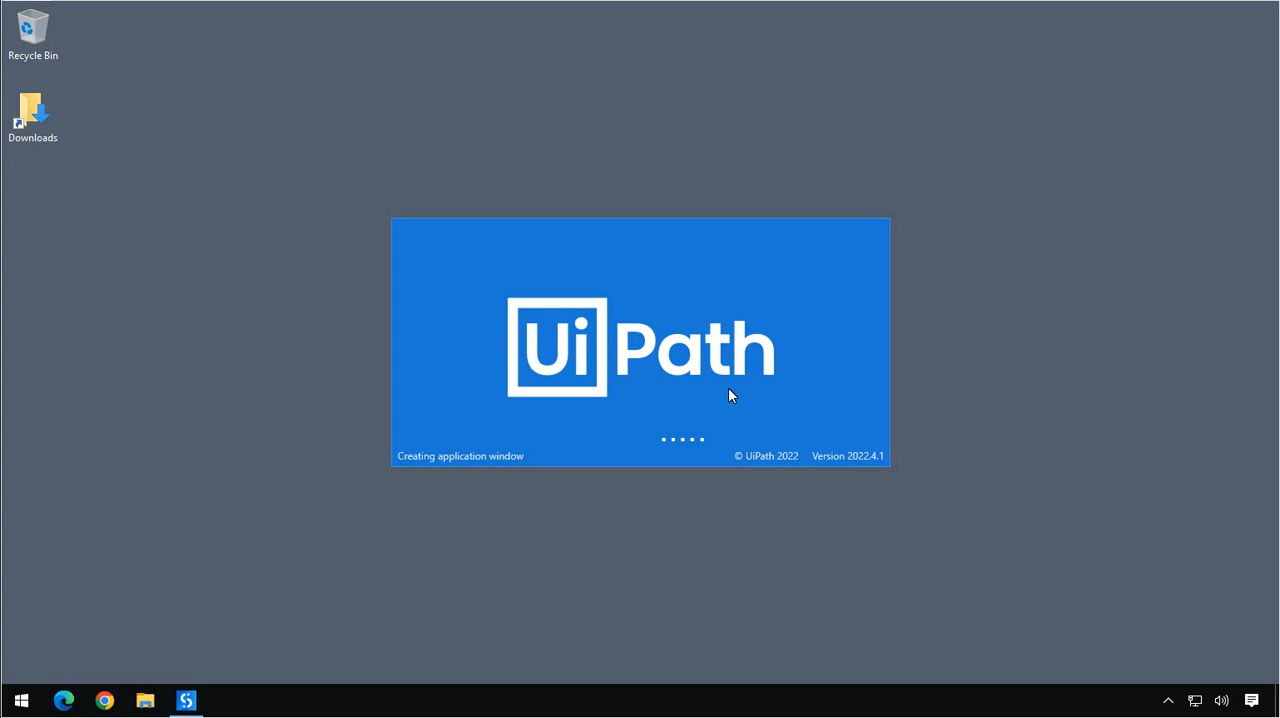 Recycle Bin
Downloads
UiPath
Creating application window
© UiPath 2022
Version 2022.4.1